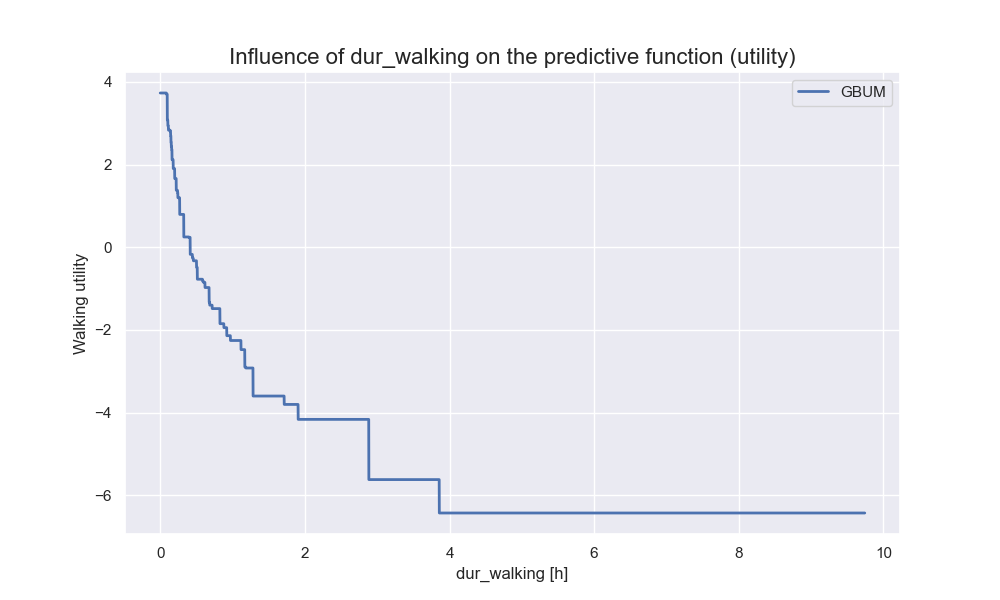 Influence of dur_walking on the predictive function (utility)
GBUM
4
2
0
−2
−4
−6
Walking utility
0 2 4 6 8 10
dur_walking [h]